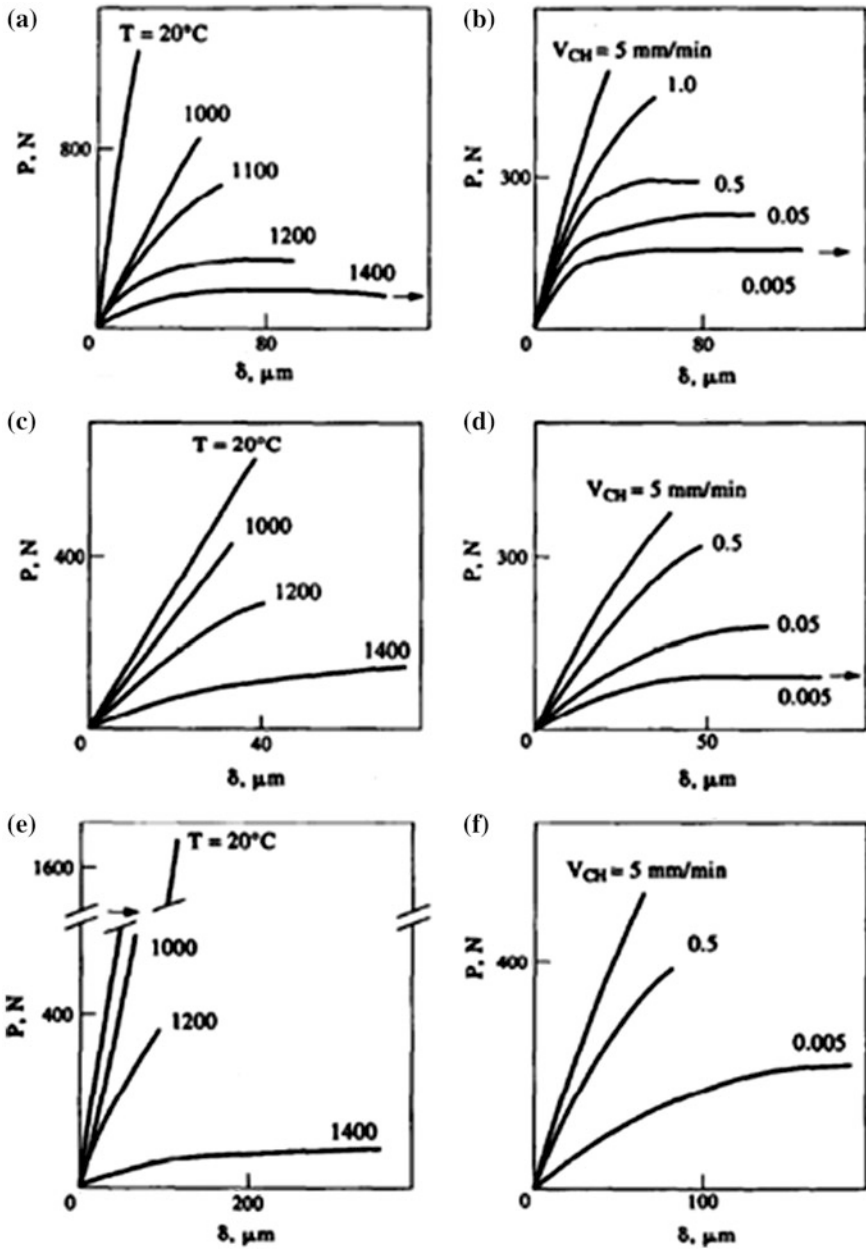 (a)
T = 20°C
1000
1100
1200
1400
800
P, N
0
80
δ, μm
(b)
V_CH = 5 mm/min
1.0
0.5
0.05
0.005
300
P, N
0
80
δ, μm
(c)
T = 20°C
1000
1200
1400
400
P, N
0
40
δ, μm
(d)
V_CH = 5 mm/min
0.5
0.05
0.005
300
P, N
0
50
δ, μm
(e)
T = 20°C
1600
1000
1200
1400
400
P, N
0
200
δ, μm
(f)
V_CH = 5 mm/min
0.5
0.005
400
P, N
0
100
δ, μm